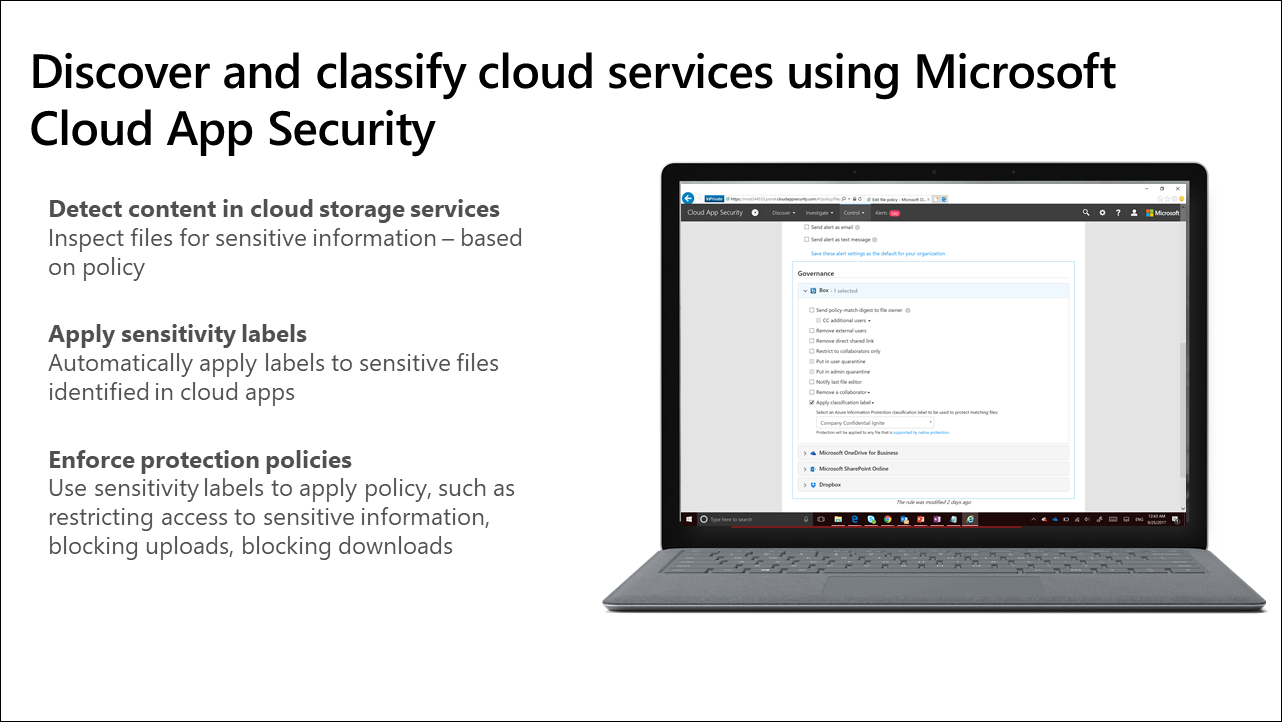 Discover and classify cloud services using Microsoft
Cloud App Security
Detect content in cloud storage services
Inspect files for sensitive information – based
on policy
Apply sensitivity labels
Automatically apply labels to sensitive files
identified in cloud apps
Enforce protection policies
Use sensitivity labels to apply policy, such as
restricting access to sensitive information,
blocking uploads, blocking downloads
InPrivate
Edit file policy - Microsoft Cl...
Cloud App Security Discover Investigate Control Alerts Microsoft
Send alert as email
Send alert as text message
Save these alert settings as the default for your organization
Governance
Box - 1 selected
Send policy-match digest to file owner
CC additional users
Remove external users
Remove direct shared link
Restrict to collaborators only
Put in user quarantine
Put in admin quarantine
Notify last file editor
Remove a collaborator
Apply classification label
Select an Azure Information Protection classification label to be used to protect matching files
Company Confidential Ignite
Protection will be applied to any file that is supported by native protection.
Microsoft OneDrive for Business
Microsoft SharePoint Online
Dropbox
The rule was modified 2 days ago
Type here to search
ENG
12:43 AM
9/25/2017